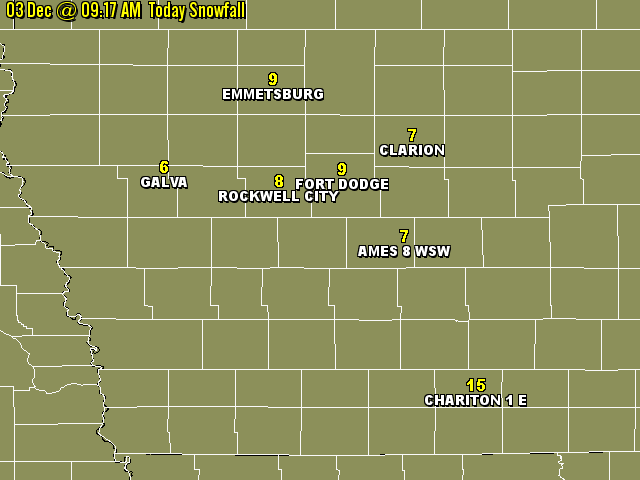 03 Dec @ 09:17 AM Today Snowfall
9
EMMETSBURG
7
CLARION
6
GALVA
9
FORT DODGE
8
ROCKWELL CITY
7
AMES 8 WSW
15
CHARITON 1 E